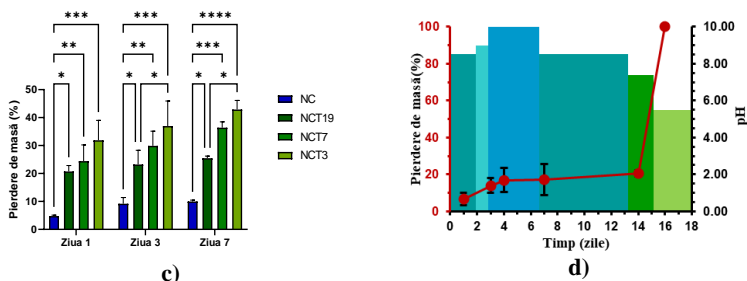 *** *** ****
** ** ***
* * * * *
Pierdere de masă (%)
50
40
30
20
10
0
Ziua 1 Ziua 3 Ziua 7
NC
NCT19
NCT7
NCT3
c)
Pierdere de masă(%)
100
80
60
40
20
0
10.00
8.00
6.00
4.00
2.00
0.00
pH
0 2 4 6 8 10 12 14 16 18
Timp (zile)
d)